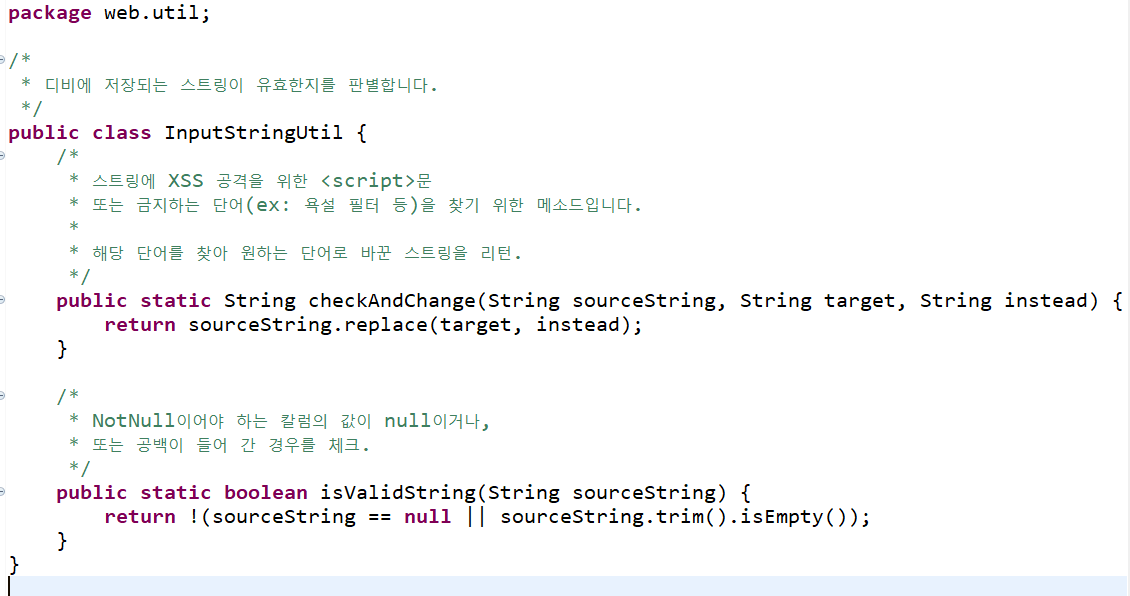 package web.util;

/*
 * 디비에 저장되는 스트링이 유효한지를 판별합니다.
 */
public class InputStringUtil {
    /*
     * 스트링에 XSS 공격을 위한 <script>문
     * 또는 금지하는 단어(ex: 욕설 필터 등)을 찾기 위한 메소드입니다.
     *
     * 해당 단어를 찾아 원하는 단어로 바꾼 스트링을 리턴.
     */
    public static String checkAndChange(String sourceString, String target, String instead) {
        return sourceString.replace(target, instead);
    }

    /*
     * NotNull이어야 하는 칼럼의 값이 null이거나,
     * 또는 공백이 들어 간 경우를 체크.
     */
    public static boolean isValidString(String sourceString) {
        return !(sourceString == null || sourceString.trim().isEmpty());
    }
}